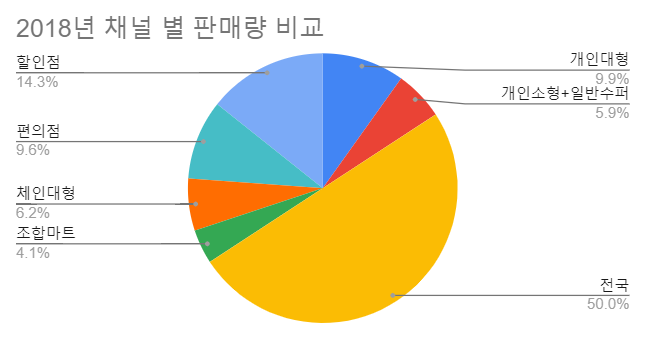 2018년 채널 별 판매량 비교
할인점
14.3%
편의점
9.6%
체인대형
6.2%
조합마트
4.1%
개인대형
9.9%
개인소형+일반수퍼
5.9%
전국
50.0%